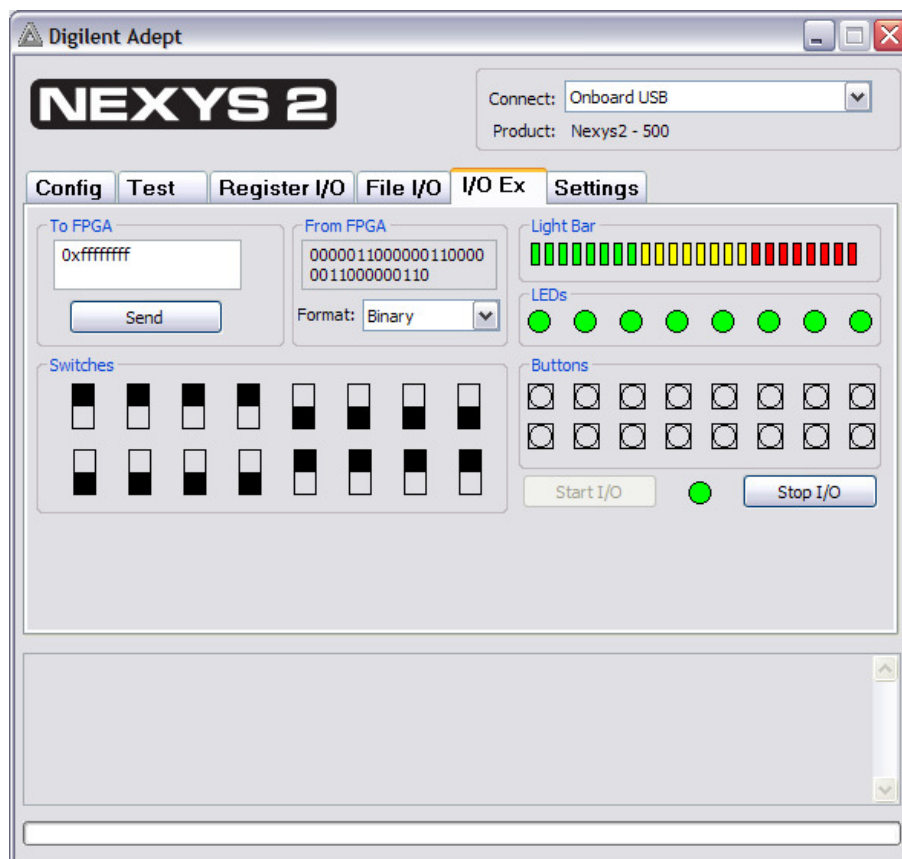 Digilent Adept
NEXYS 2
Connect: Onboard USB
Product: Nexys2 - 500
Config Test Register I/O File I/O I/O Ex Settings
To FPGA
0xffffffff
Send
From FPGA
0000011000000110000
0011000000110
Format: Binary
Light Bar
LEDs
Switches
Buttons
Start I/O
Stop I/O